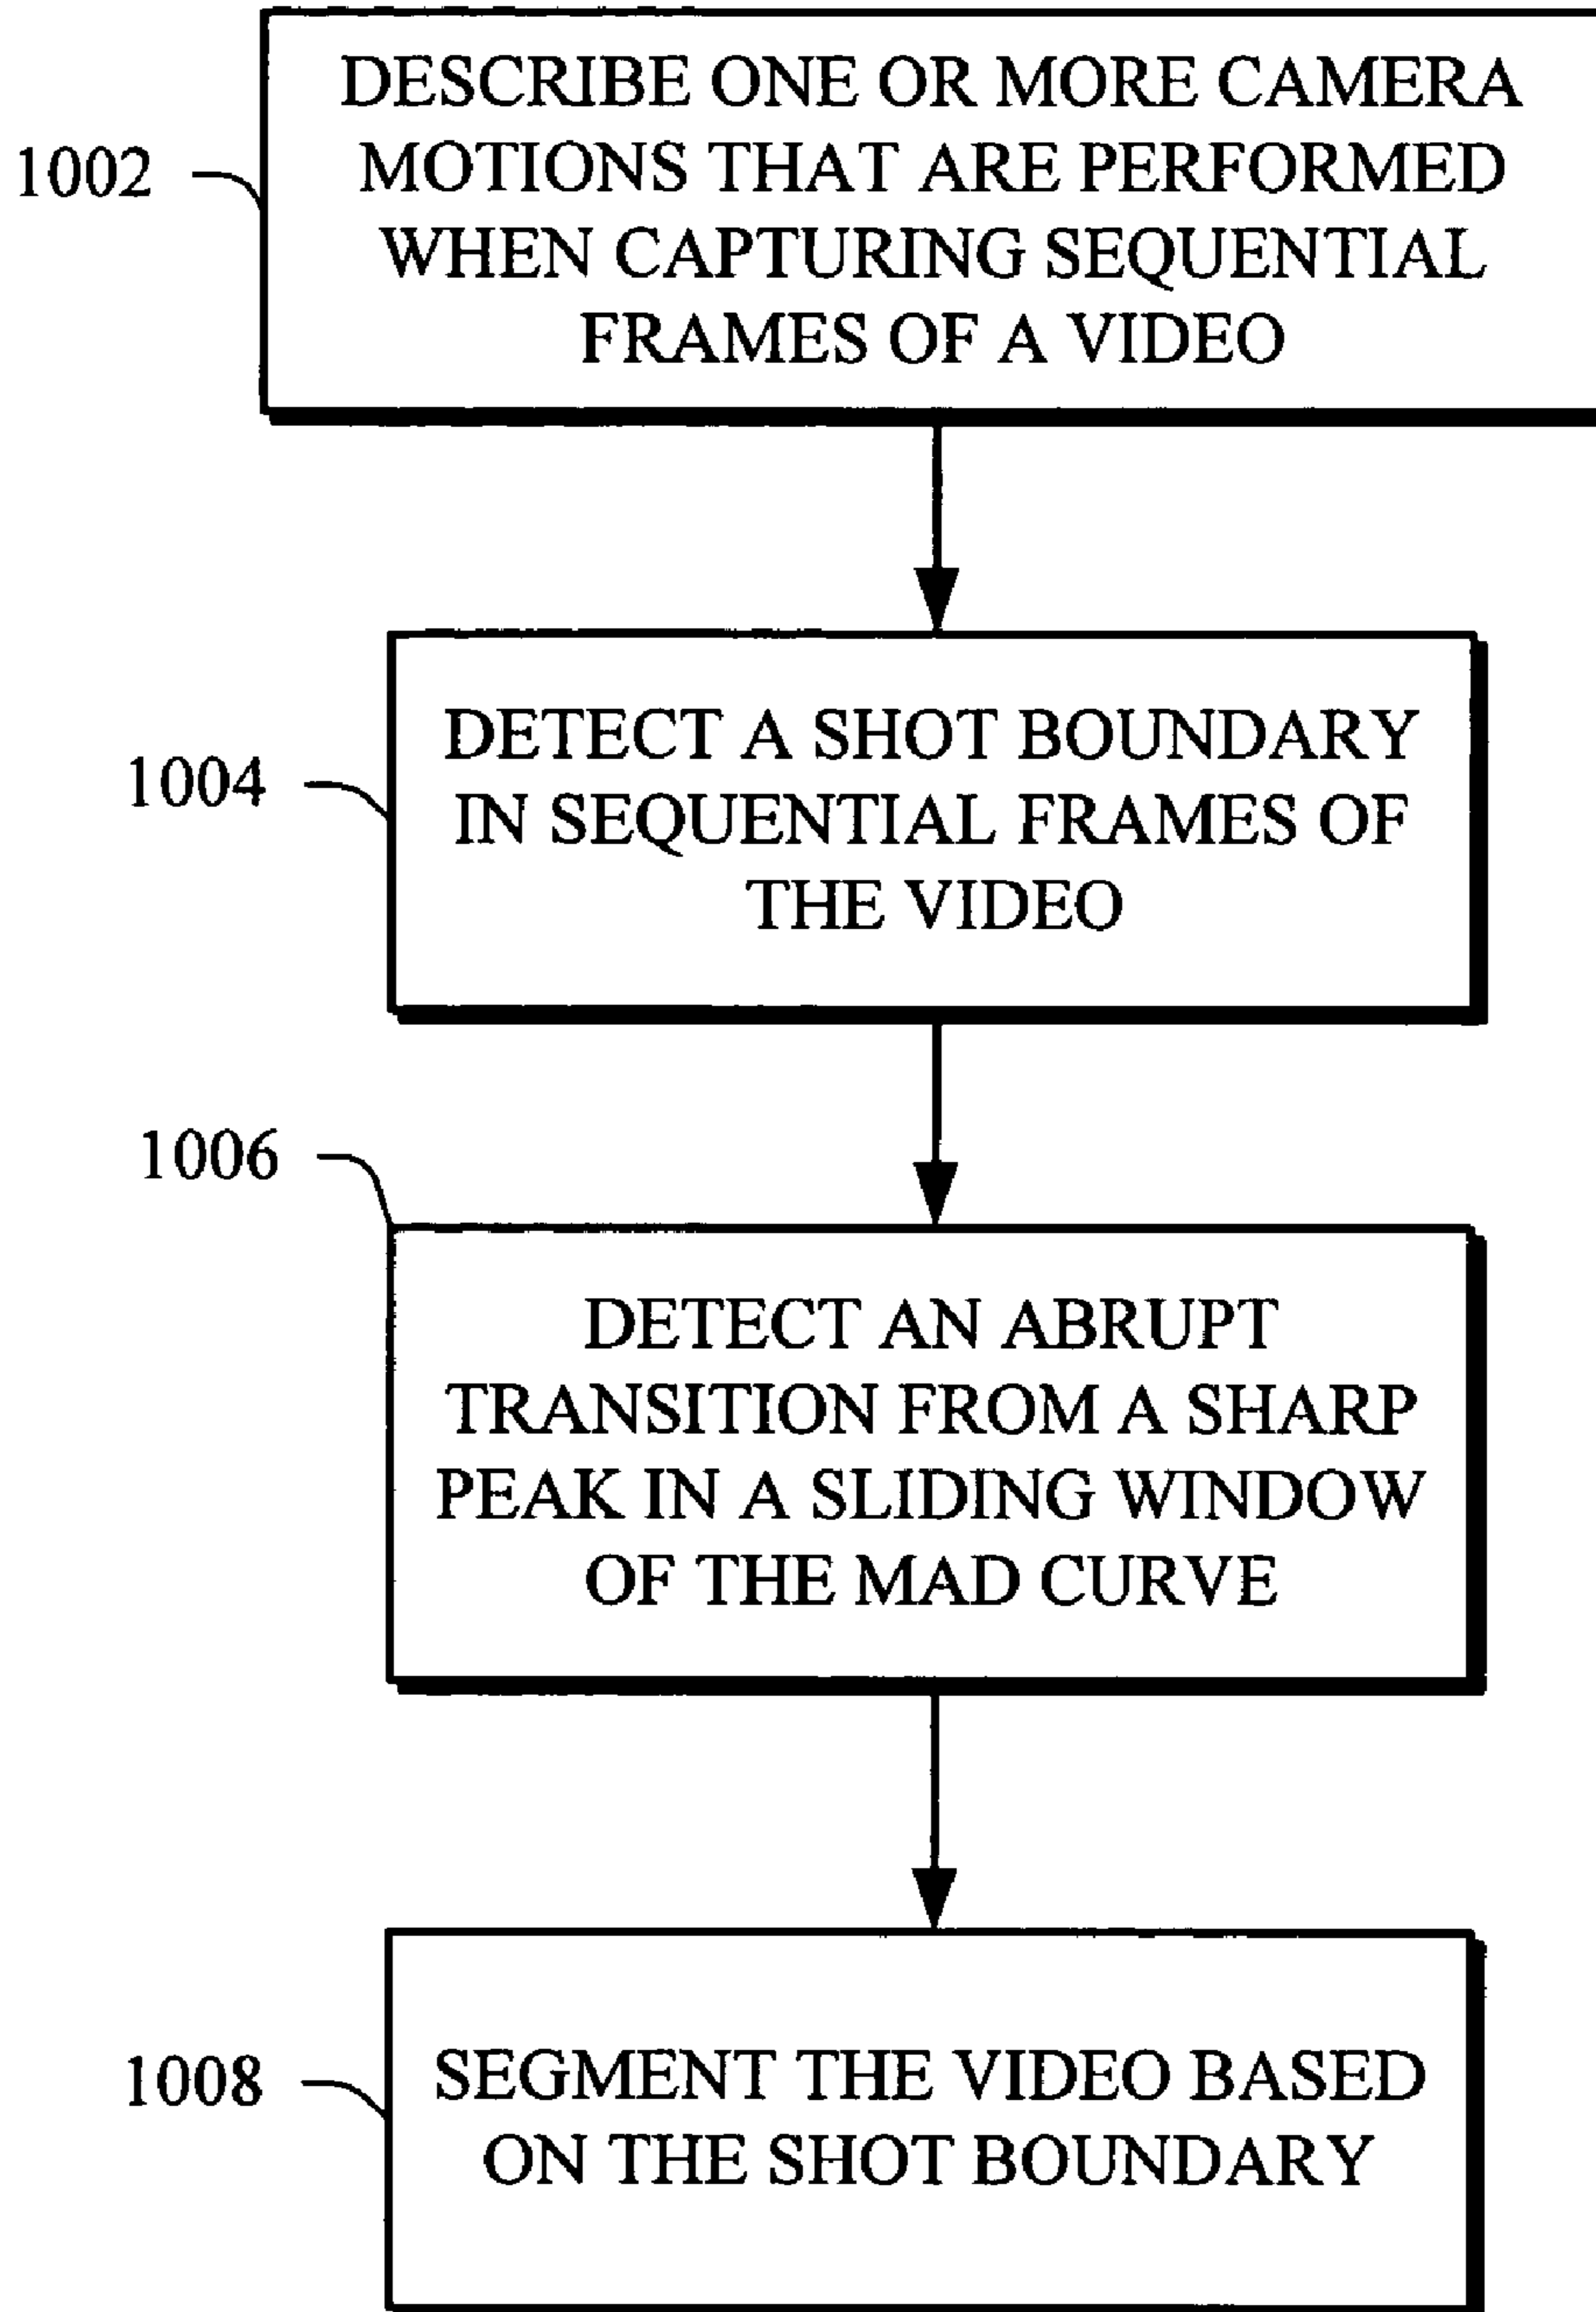 DESCRIBE ONE OR MORE CAMERA
MOTIONS THAT ARE PERFORMED
WHEN CAPTURING SEQUENTIAL
FRAMES OF A VIDEO
1002
DETECT A SHOT BOUNDARY
IN SEQUENTIAL FRAMES OF
THE VIDEO
1004
1006
DETECT AN ABRUPT
TRANSITION FROM A SHARP
PEAK IN A SLIDING WINDOW
OF THE MAD CURVE
1008
SEGMENT THE VIDEO BASED
ON THE SHOT BOUNDARY